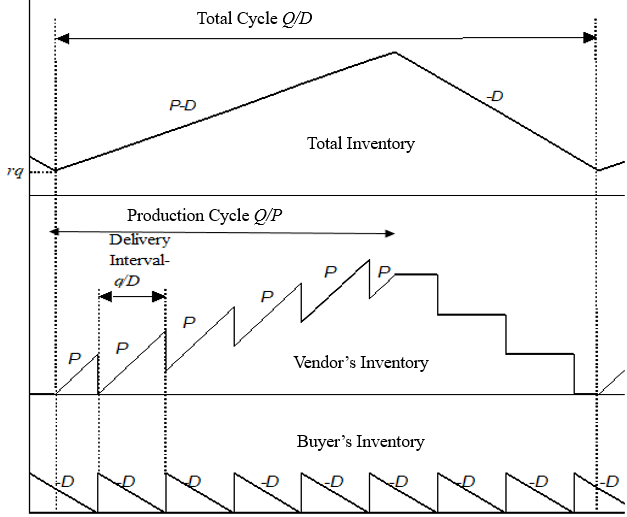 Total Cycle Q/D
P-D
-D
Total Inventory
rq
Production Cycle Q/P
Delivery
Interval-
q/D
P
P
P
P
P
P
Vendor's Inventory
Buyer's Inventory
-D
-D
-D
-D
-D
-D
-D
-D
-D